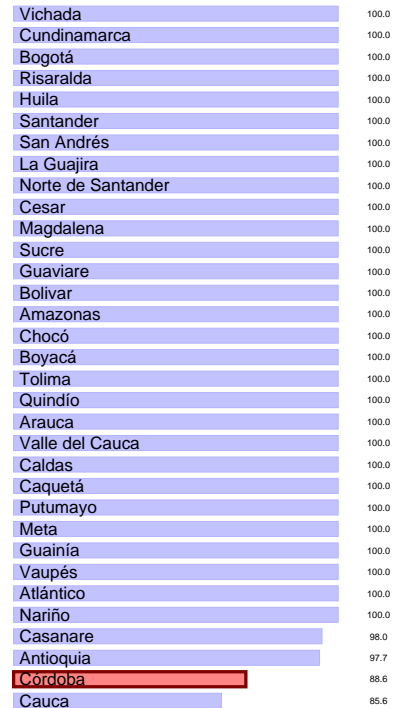 Vichada 100.0
Cundinamarca 100.0
Bogotá 100.0
Risaralda 100.0
Huila 100.0
Santander 100.0
San Andrés 100.0
La Guajira 100.0
Norte de Santander 100.0
Cesar 100.0
Magdalena 100.0
Sucre 100.0
Guaviare 100.0
Bolivar 100.0
Amazonas 100.0
Chocó 100.0
Boyacá 100.0
Tolima 100.0
Quindío 100.0
Arauca 100.0
Valle del Cauca 100.0
Caldas 100.0
Caquetá 100.0
Putumayo 100.0
Meta 100.0
Guainía 100.0
Vaupés 100.0
Atlántico 100.0
Nariño 100.0
Casanare 98.0
Antioquia 97.7
Córdoba 88.6
Cauca 85.6